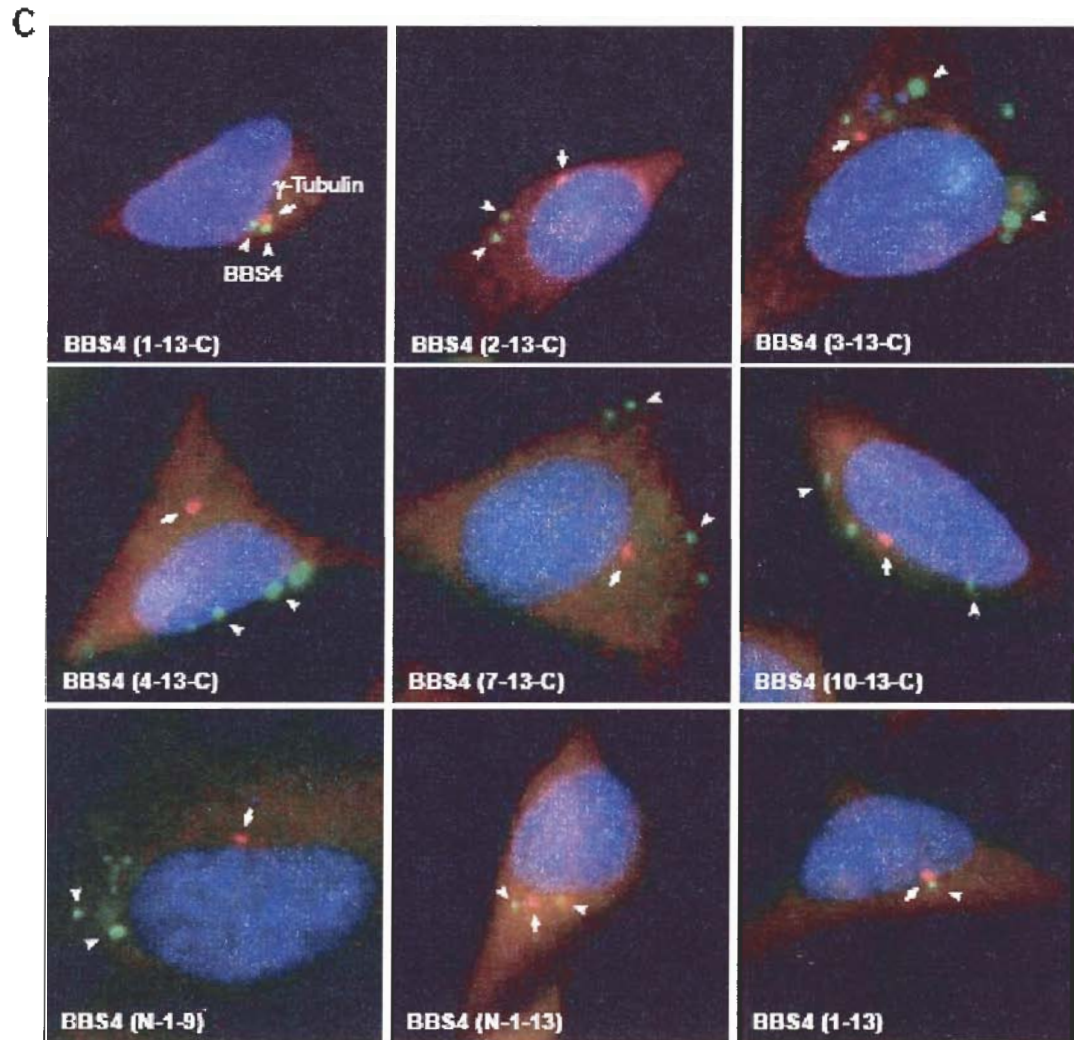 C
γ-Tubulin
BBS4
BBS4 (1-13-C)
BBS4 (2-13-C)
BBS4 (3-13-C)
BBS4 (4-13-C)
BBS4 (7-13-C)
BBS4 (10-13-C)
BBS4 (N-1-9)
BBS4 (N-1-13)
BBS4 (1-13)